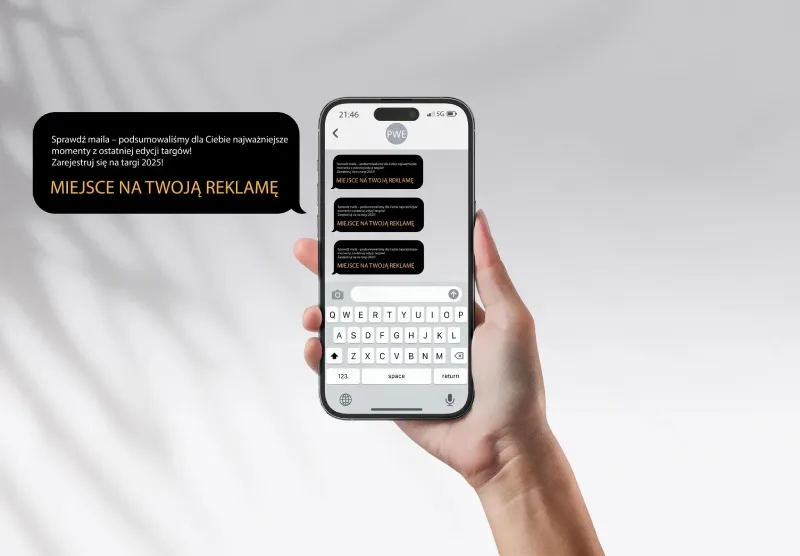 Sprawdź maila – podsumowaliśmy dla Ciebie najważniejsze
momenty z ostatniej edycji targów!
Zarejestruj się na targi 2025!
MIEJSCE NA TWOJĄ REKLAMĘ
21:46
5G
PWE
Sprawdź maila – podsumowaliśmy dla Ciebie najważniejsze
momenty z ostatniej edycji targów!
Zarejestruj się na targi 2025!
MIEJSCE NA TWOJĄ REKLAMĘ
Sprawdź maila – podsumowaliśmy dla Ciebie najważniejsze
momenty z ostatniej edycji targów!
Zarejestruj się na targi 2025!
MIEJSCE NA TWOJĄ REKLAMĘ
Sprawdź maila – podsumowaliśmy dla Ciebie najważniejsze
momenty z ostatniej edycji targów!
Zarejestruj się na targi 2025!
MIEJSCE NA TWOJĄ REKLAMĘ
Q W E R T Y U I O P
A S D F G H J K L
Z X C V B N M
123 space return